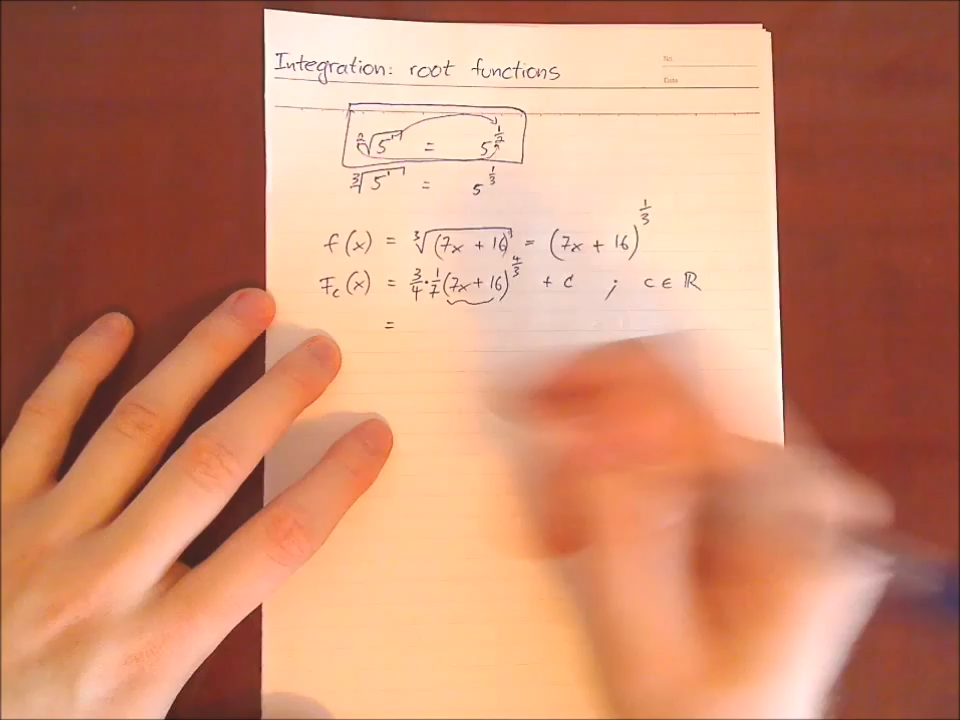 Integration: root functions
No.
Date
²√5¹ = 5^(1/2)
³√5¹ = 5^(1/3)
f(x) = ³√(7x + 16)¹ = (7x + 16)^(1/3)
F_c(x) = 3/4 · 1/7 (7x + 16)^(4/3) + C ; C ∈ ℝ
=